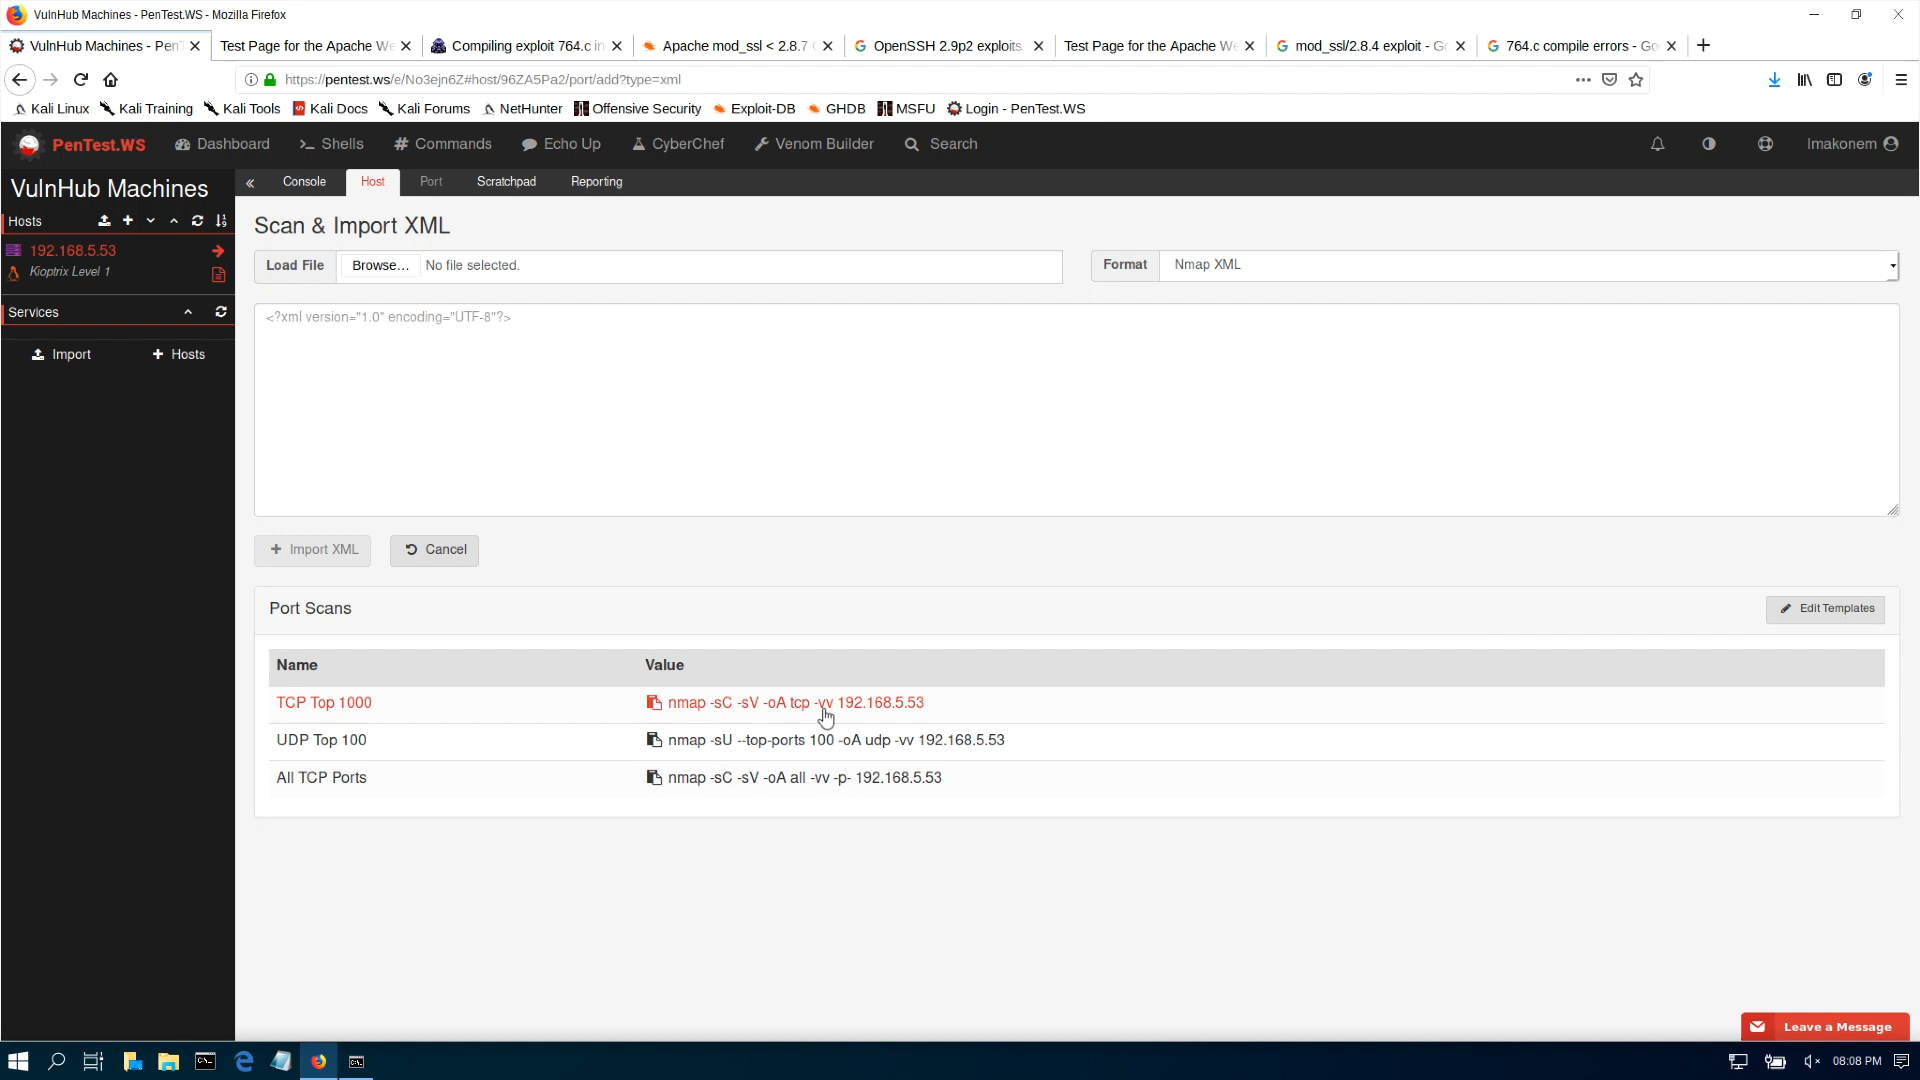 VulnHub Machines - PenTest.WS - Mozilla Firefox
VulnHub Machines - PenT
Test Page for the Apache We
Compiling exploit 764.c in
Apache mod_ssl < 2.8.7
OpenSSH 2.9p2 exploits
Test Page for the Apache We
mod_ssl/2.8.4 exploit - Go
764.c compile errors - Go
https://pentest.ws/e/No3ejn6Z#host/96ZA5Pa2/port/add?type=xml
Kali Linux
Kali Training
Kali Tools
Kali Docs
Kali Forums
NetHunter
Offensive Security
Exploit-DB
GHDB
MSFU
Login - PenTest.WS
PenTest.WS
Dashboard
Shells
Commands
Echo Up
CyberChef
Venom Builder
Search
Imakonem
VulnHub Machines
« Console Host Port Scratchpad Reporting
Hosts
192.168.5.53
Kioptrix Level 1
Services
Import
Hosts
Scan & Import XML
Load File Browse... No file selected.
Format Nmap XML
<?xml version="1.0" encoding="UTF-8"?>
Import XML
Cancel
Port Scans
Edit Templates
Name Value
TCP Top 1000 nmap -sC -sV -oA tcp -vv 192.168.5.53
UDP Top 100 nmap -sU --top-ports 100 -oA udp -vv 192.168.5.53
All TCP Ports nmap -sC -sV -oA all -vv -p- 192.168.5.53
Leave a Message
08:08 PM